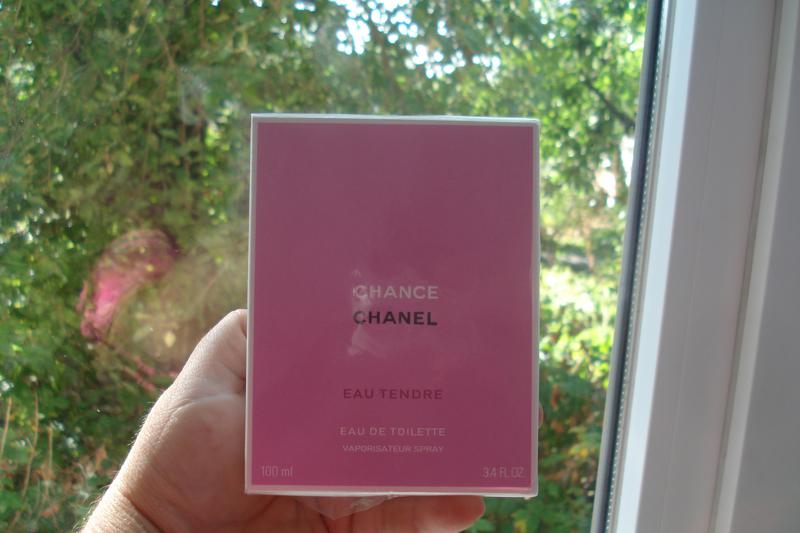 CHANCE
CHANEL
EAU TENDRE
EAU DE TOILETTE
VAPORISATEUR SPRAY
100 ml 3.4 FL.OZ.